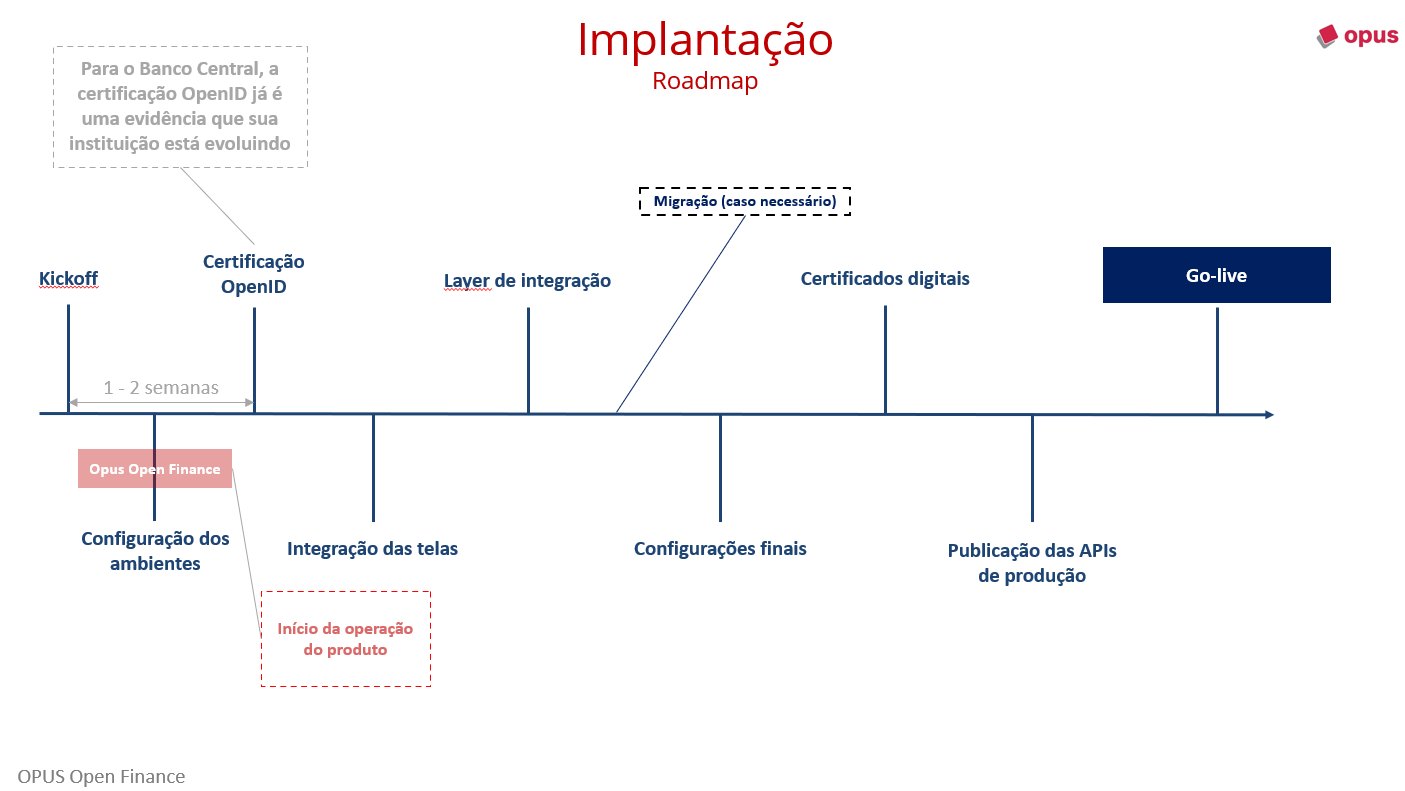 Implantação
Roadmap
opus
Para o Banco Central, a
certificação OpenID já é
uma evidência que sua
instituição está evoluindo
Migração (caso necessário)
Kickoff
Certificação
OpenID
Layer de integração
Certificados digitais
Go-live
1 - 2 semanas
Opus Open Finance
Configuração dos
ambientes
Integração das telas
Configurações finais
Publicação das APIs
de produção
Início da operação
do produto
OPUS Open Finance